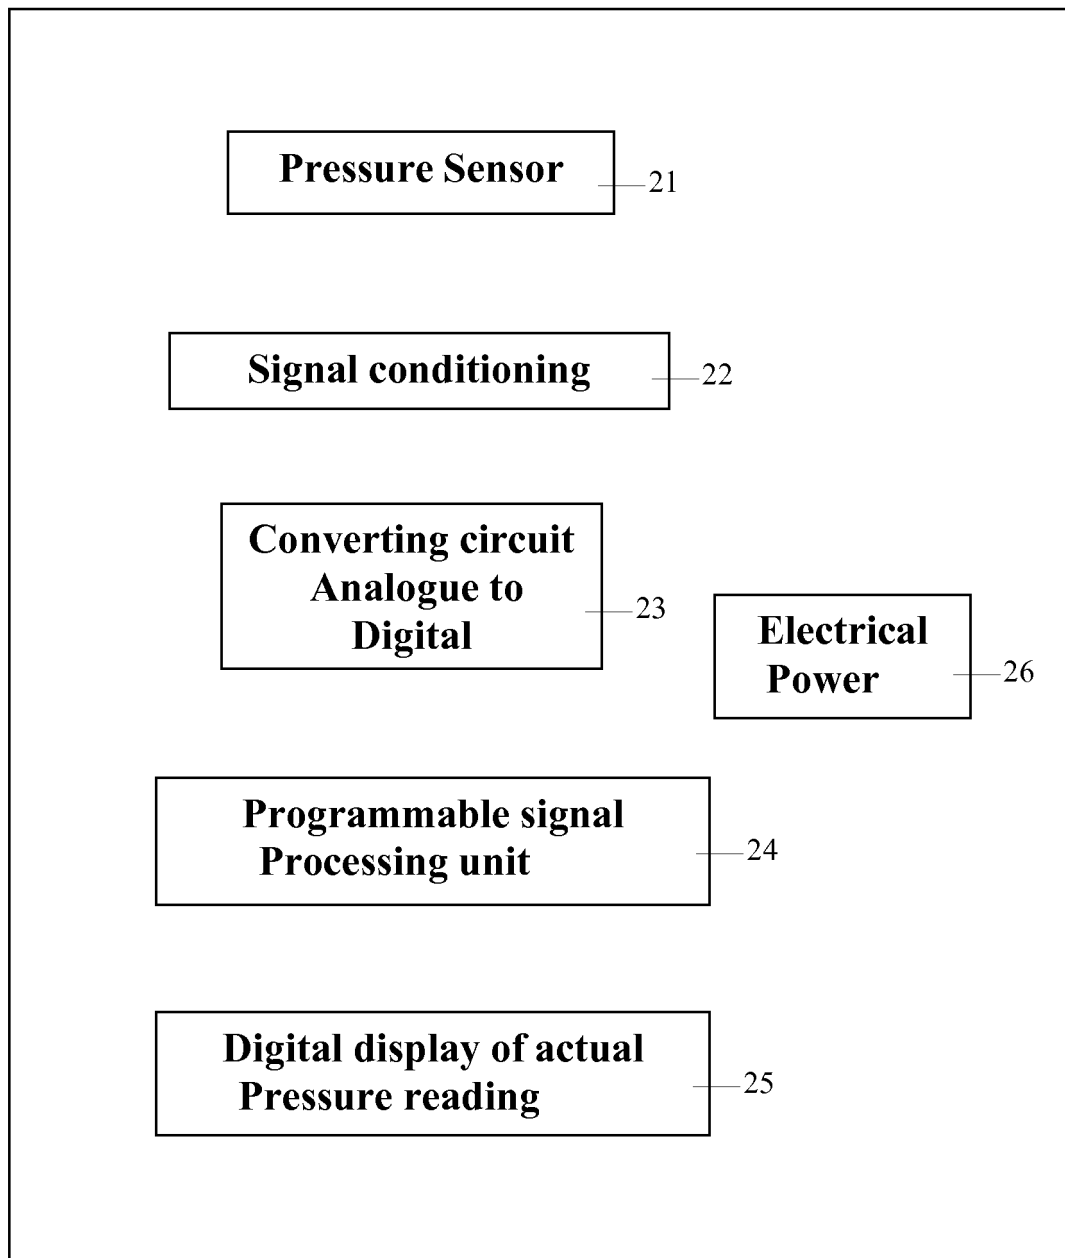 Pressure Sensor
21
Signal conditioning
22
Converting circuit
Analogue to
Digital
23
Electrical
Power
26
Programmable signal
Processing unit
24
Digital display of actual
Pressure reading
25